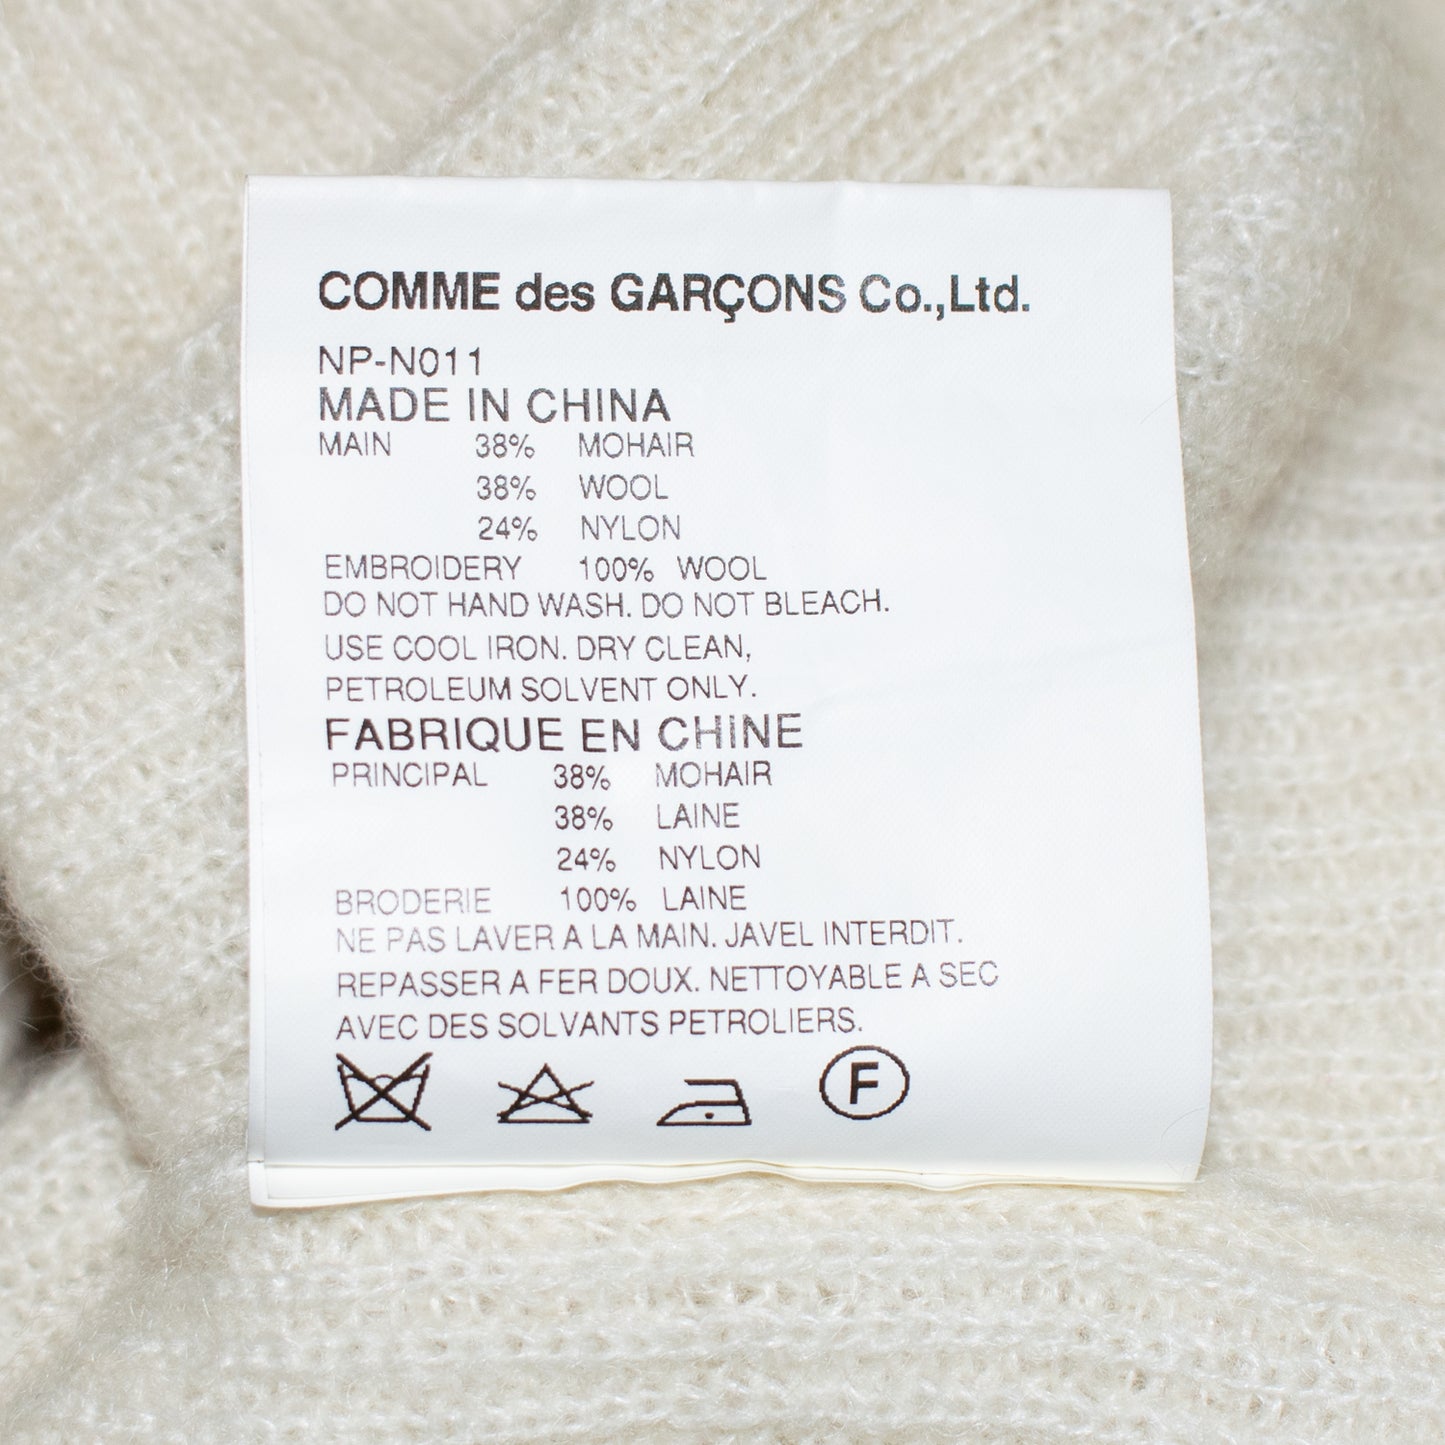 COMME des GARÇONS Co.,Ltd.
NP-N011
MADE IN CHINA
MAIN 38% MOHAIR
38% WOOL
24% NYLON
EMBROIDERY 100% WOOL
DO NOT HAND WASH. DO NOT BLEACH.
USE COOL IRON. DRY CLEAN,
PETROLEUM SOLVENT ONLY.
FABRIQUE EN CHINE
PRINCIPAL 38% MOHAIR
38% LAINE
24% NYLON
BRODERIE 100% LAINE
NE PAS LAVER A LA MAIN. JAVEL INTERDIT.
REPASSER A FER DOUX. NETTOYABLE A SEC
AVEC DES SOLVANTS PETROLIERS.
F